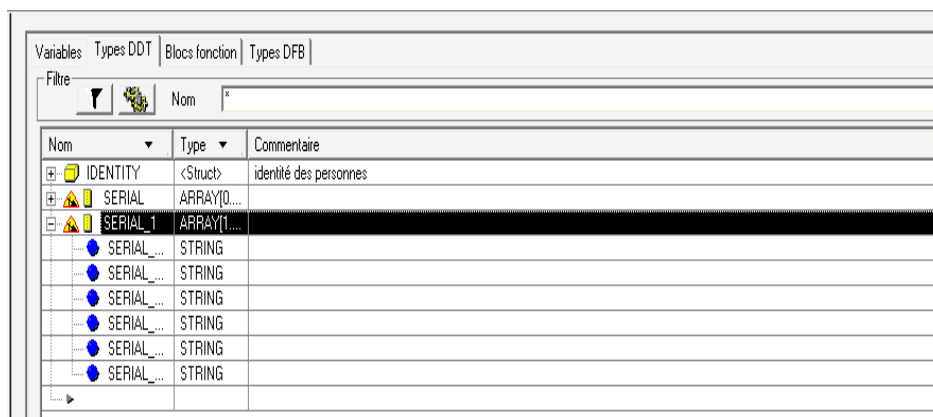 Variables Types DDT Blocs fonction Types DFB
Filtre
Nom *
Nom Type Commentaire
IDENTITY <Struct> identité des personnes
SERIAL ARRAY[0....
SERIAL_1 ARRAY[1....
SERIAL_... STRING
SERIAL_... STRING
SERIAL_... STRING
SERIAL_... STRING
SERIAL_... STRING
SERIAL_... STRING